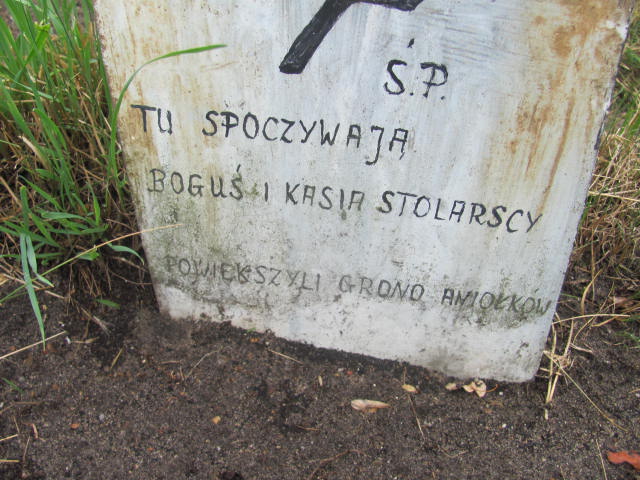 Ś.P.
TU SPOCZYWAJĄ
BOGUŚ I KASIA STOLARSCY
POWIĘKSZYLI GRONO ANIOŁKÓW